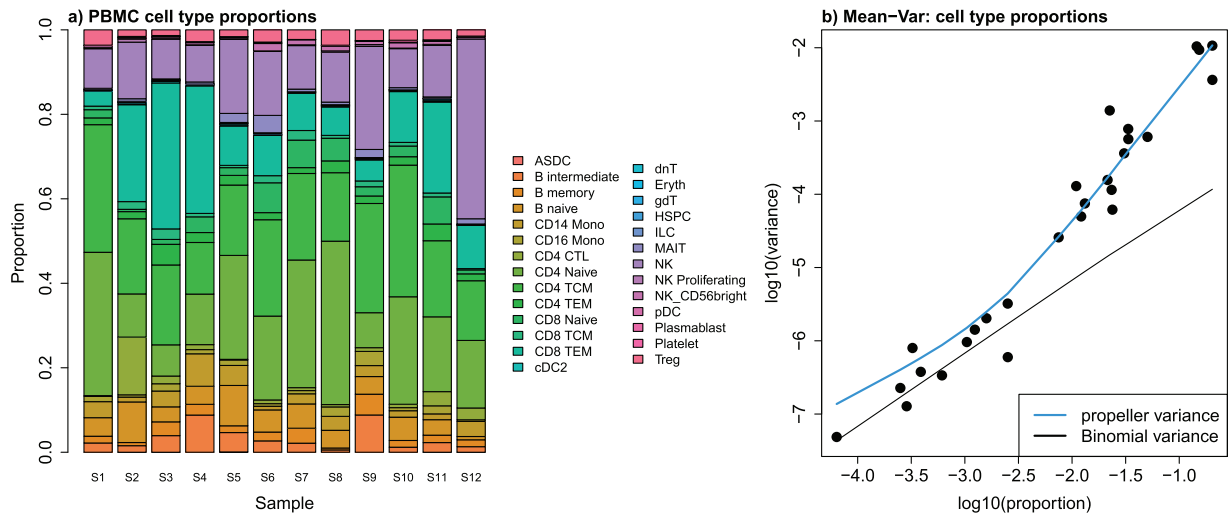 a) PBMC cell type proportions
Proportion
1.0
0.8
0.6
0.4
0.2
0.0
S1 S2 S3 S4 S5 S6 S7 S8 S9 S10 S11 S12
Sample
ASDC
B intermediate
B memory
B naive
CD14 Mono
CD16 Mono
CD4 CTL
CD4 Naive
CD4 TCM
CD4 TEM
CD8 Naive
CD8 TCM
CD8 TEM
cDC2
dnT
Eryth
gdT
HSPC
ILC
MAIT
NK
NK Proliferating
NK_CD56bright
pDC
Plasmablast
Platelet
Treg
b) Mean−Var: cell type proportions
log10(variance)
−2
−3
−4
−5
−6
−7
propeller variance
Binomial variance
−4.0 −3.5 −3.0 −2.5 −2.0 −1.5 −1.0
log10(proportion)